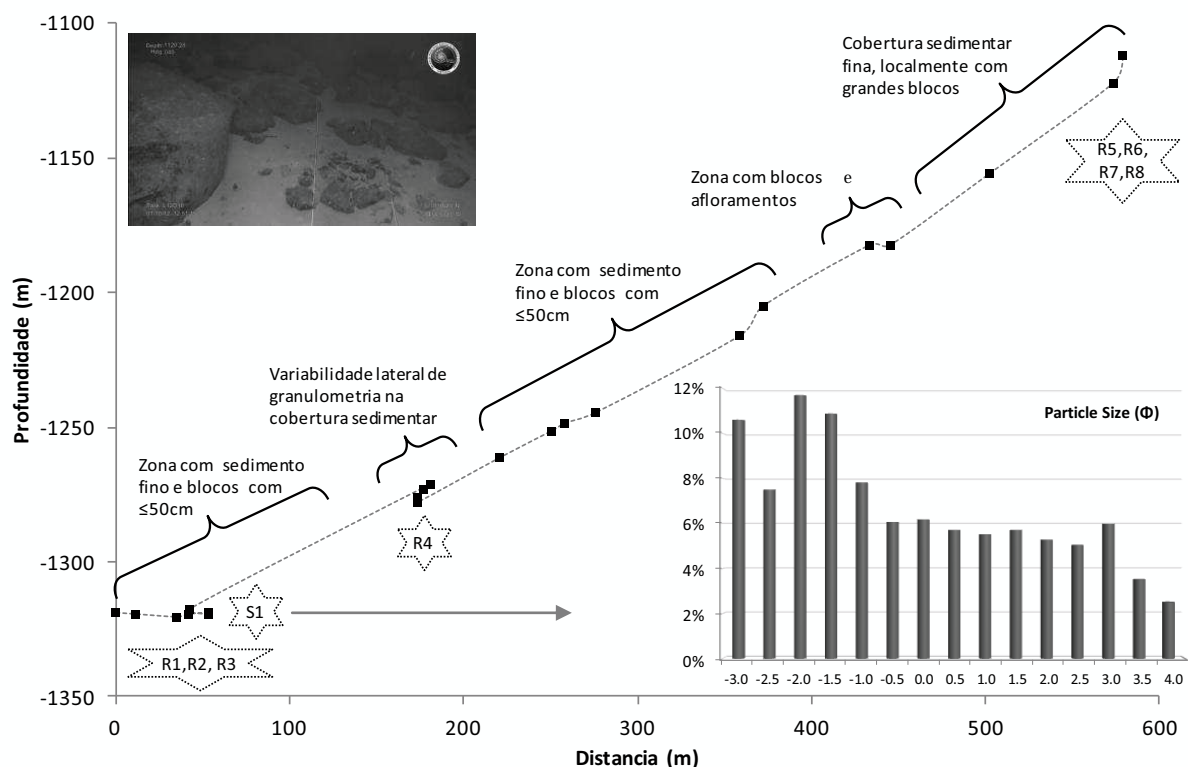 -1100
-1150
-1200
-1250
-1300
-1350
Profundidade (m)
0
100
200
300
400
500
600
Distancia (m)
Cobertura sedimentar
fina, localmente com
grandes blocos
R5,R6,
R7,R8
Zona com blocos e
afloramentos
Zona com sedimento
fino e blocos com
≤50cm
Variabilidade lateral de
granulometria na
cobertura sedimentar
R4
Zona com sedimento
fino e blocos com
≤50cm
S1
R1,R2, R3
Particle Size (Φ)
12%
10%
8%
6%
4%
2%
0%
-3.0 -2.5 -2.0 -1.5 -1.0 -0.5 0.0 0.5 1.0 1.5 2.0 2.5 3.0 3.5 4.0